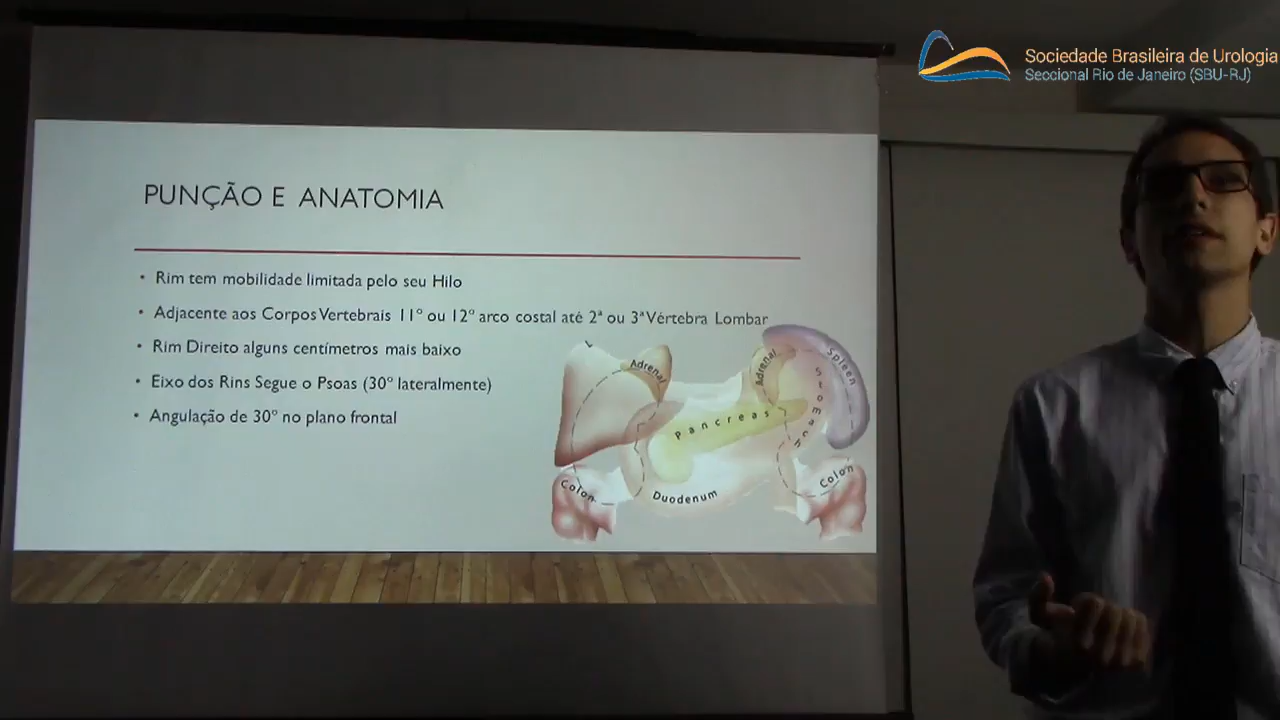 Sociedade Brasileira de Urologia
Seccional Rio de Janeiro (SBU-RJ)
PUNÇÃO E ANATOMIA
• Rim tem mobilidade limitada pelo seu Hilo
• Adjacente aos Corpos Vertebrais 11º ou 12º arco costal até 2ª ou 3ª Vértebra Lombar
• Rim Direito alguns centímetros mais baixo
• Eixo dos Rins Segue o Psoas (30º lateralmente)
• Angulação de 30º no plano frontal
Adrenal
Adrenal
Spleen
Stomach
Pancreas
Colon
Duodenum
Colon